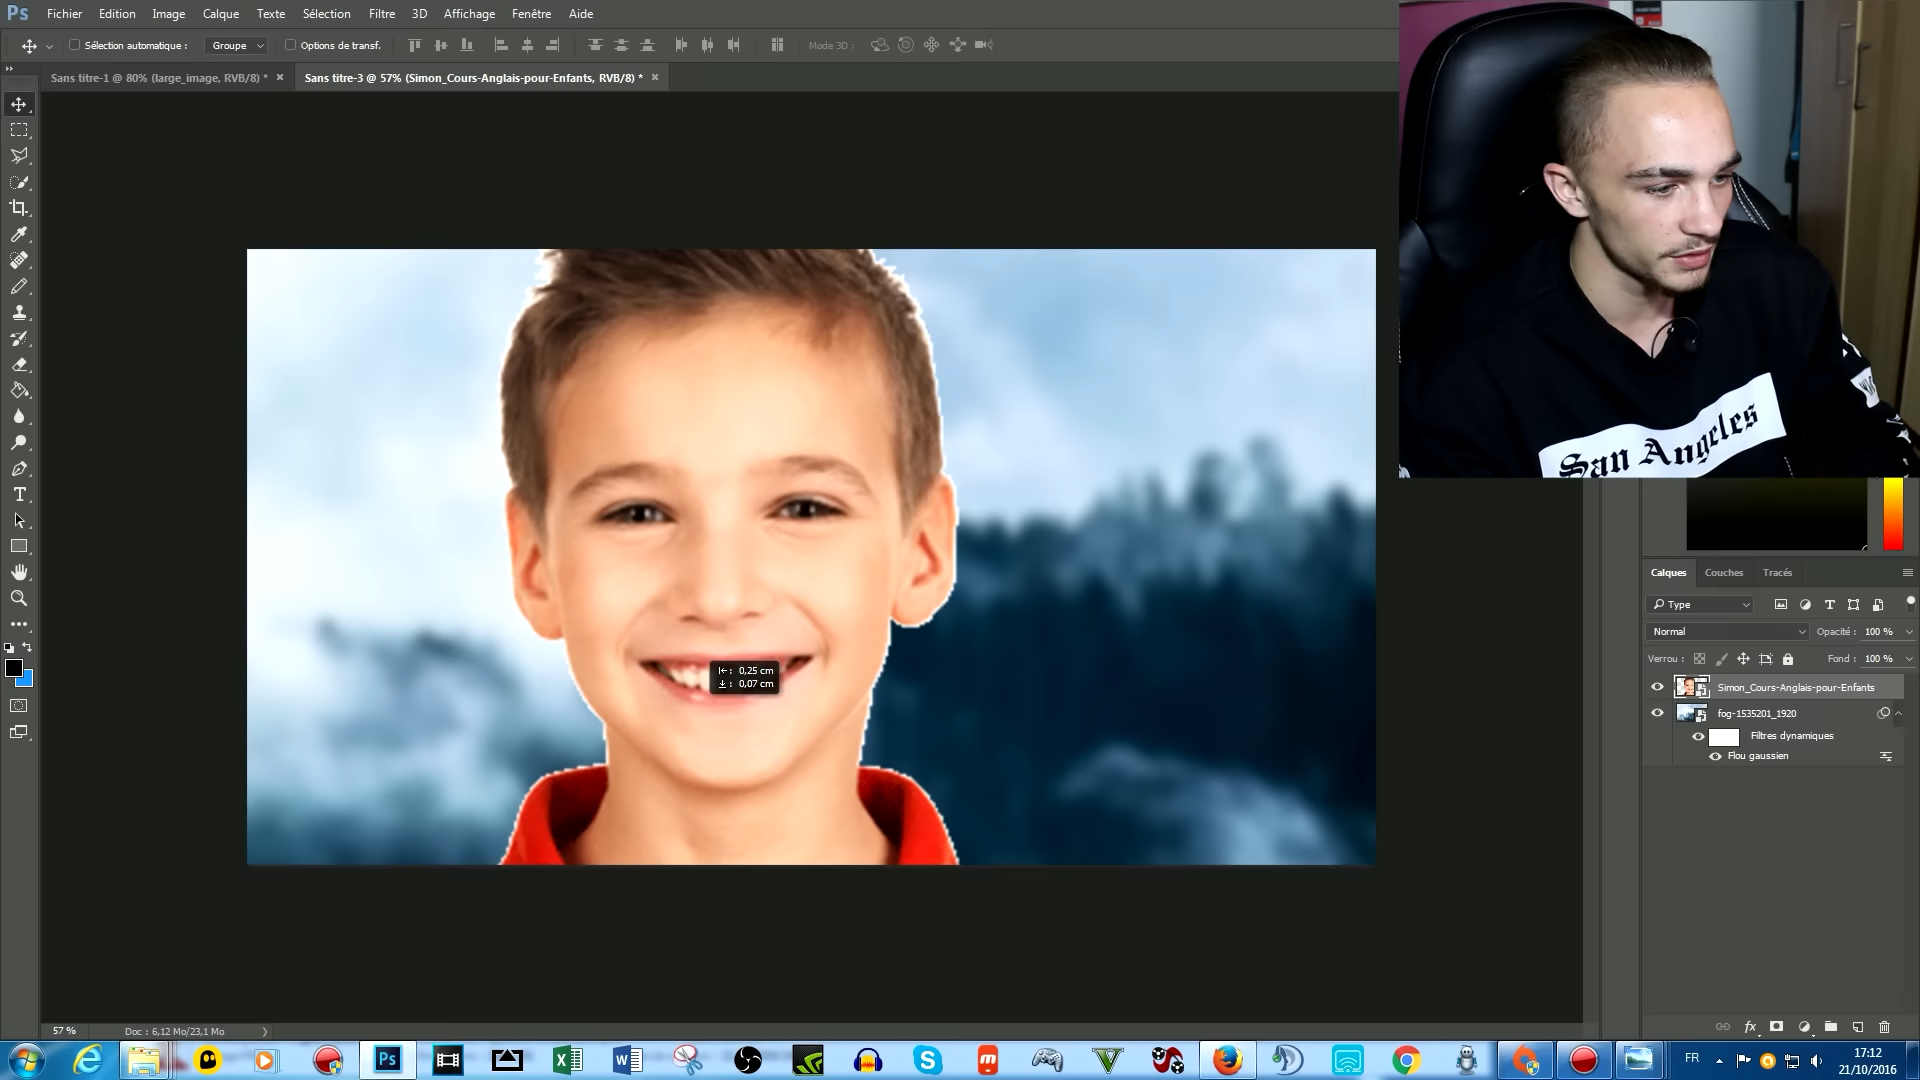 Ps Fichier Edition Image Calque Texte Sélection Filtre 3D Affichage Fenêtre Aide
Sélection automatique : Groupe Options de transf. Mode 3D :
Sans titre-1 @ 80% (large_image, RVB/8) * × Sans titre-3 @ 57% (Simon_Cours-Anglais-pour-Enfants, RVB/8) * ×
San Angeles
Calques Couches Tracés
Type
Normal Opacité : 100 %
Verrou : Fond : 100 %
0,25 cm
0,07 cm
Simon_Cours-Anglais-pour-Enfants
fog-1535201_1920
Filtres dynamiques
Flou gaussien
57 % Doc : 6,12 Mo/23,1 Mo
fx
Ps
FR
17:12
21/10/2016